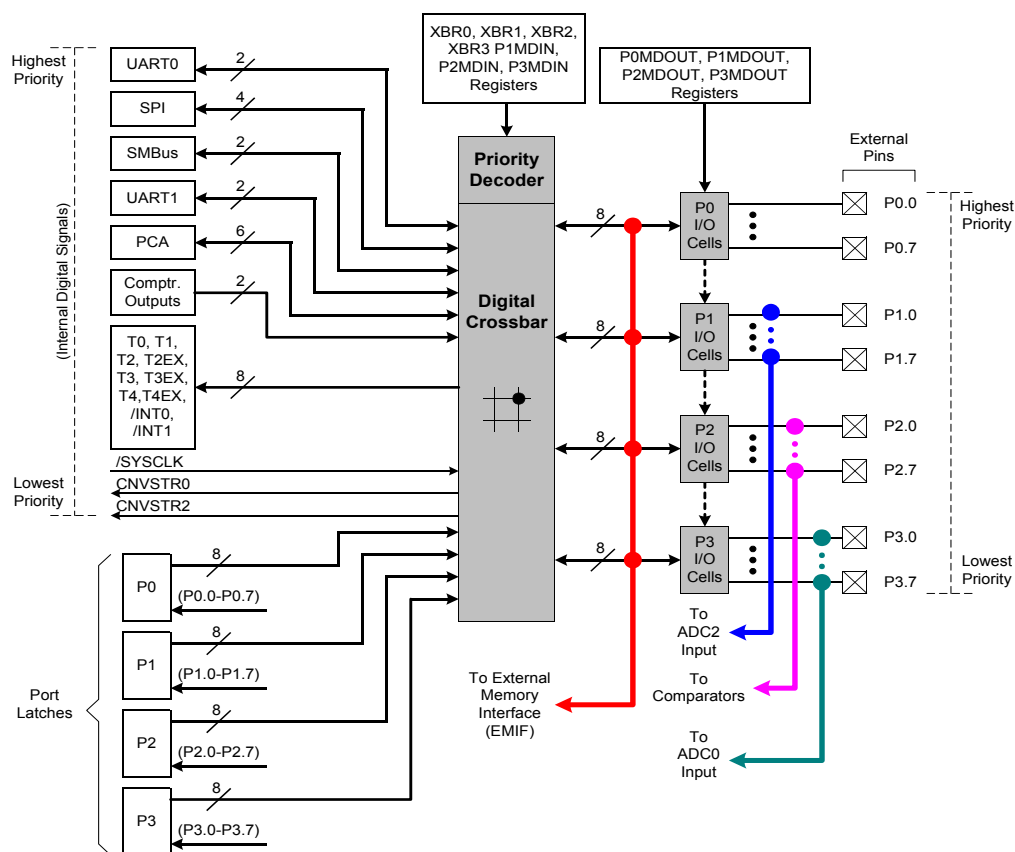 XBR0, XBR1, XBR2,
XBR3 P1MDIN,
P2MDIN, P3MDIN
Registers
P0MDOUT, P1MDOUT,
P2MDOUT, P3MDOUT
Registers
Highest
Priority
(Internal Digital Signals)
Lowest
Priority
UART0
2
SPI
4
SMBus
2
UART1
2
PCA
6
Comptr.
Outputs
2
T0, T1,
T2, T2EX,
T3, T3EX,
T4,T4EX,
/INT0,
/INT1
8
/SYSCLK
CNVSTR0
CNVSTR2
Priority
Decoder
Digital
Crossbar
8
8
8
8
P0
I/O
Cells
P1
I/O
Cells
P2
I/O
Cells
P3
I/O
Cells
External
Pins
P0.0
P0.7
P1.0
P1.7
P2.0
P2.7
P3.0
P3.7
Highest
Priority
Lowest
Priority
Port
Latches
P0
8
(P0.0-P0.7)
P1
8
(P1.0-P1.7)
P2
8
(P2.0-P2.7)
P3
8
(P3.0-P3.7)
To External
Memory
Interface
(EMIF)
To
ADC2
Input
To
Comparators
To
ADC0
Input